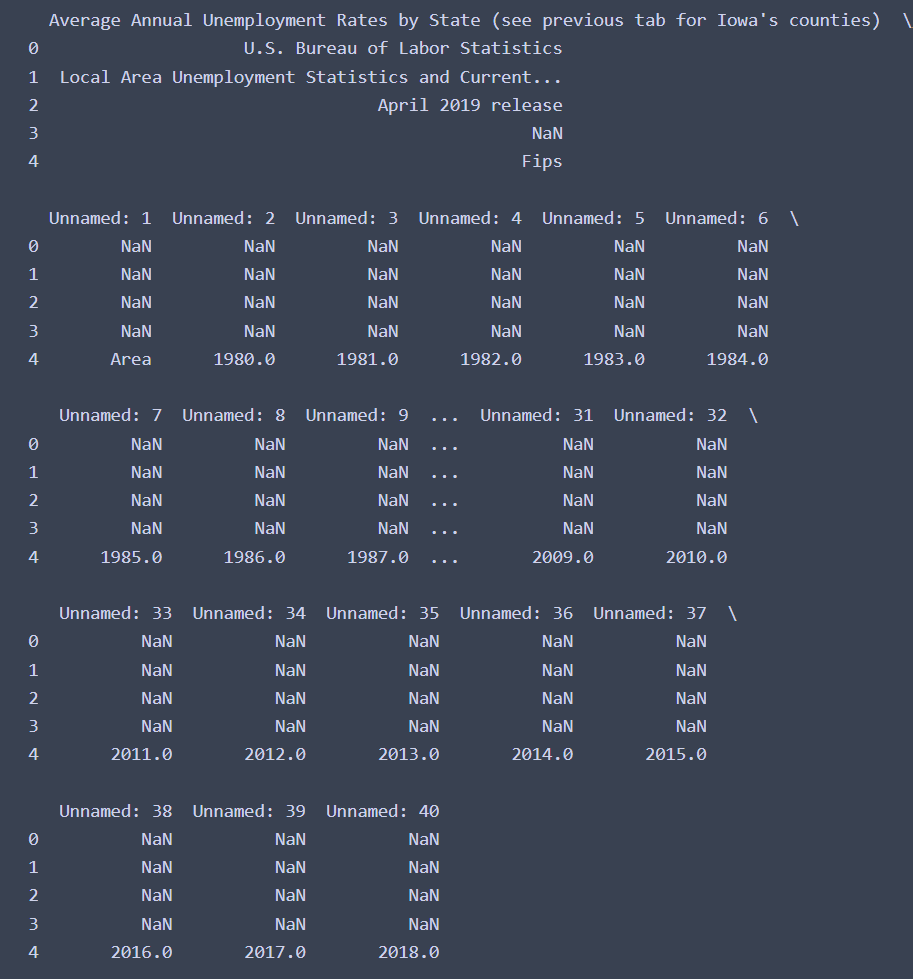 Average Annual Unemployment Rates by State (see previous tab for Iowa's counties) \
0 U.S. Bureau of Labor Statistics
1 Local Area Unemployment Statistics and Current...
2 April 2019 release
3 NaN
4 Fips
Unnamed: 1 Unnamed: 2 Unnamed: 3 Unnamed: 4 Unnamed: 5 Unnamed: 6 \
0 NaN NaN NaN NaN NaN NaN
1 NaN NaN NaN NaN NaN NaN
2 NaN NaN NaN NaN NaN NaN
3 NaN NaN NaN NaN NaN NaN
4 Area 1980.0 1981.0 1982.0 1983.0 1984.0
Unnamed: 7 Unnamed: 8 Unnamed: 9 ... Unnamed: 31 Unnamed: 32 \
0 NaN NaN NaN ... NaN NaN
1 NaN NaN NaN ... NaN NaN
2 NaN NaN NaN ... NaN NaN
3 NaN NaN NaN ... NaN NaN
4 1985.0 1986.0 1987.0 ... 2009.0 2010.0
Unnamed: 33 Unnamed: 34 Unnamed: 35 Unnamed: 36 Unnamed: 37 \
0 NaN NaN NaN NaN NaN
1 NaN NaN NaN NaN NaN
2 NaN NaN NaN NaN NaN
3 NaN NaN NaN NaN NaN
4 2011.0 2012.0 2013.0 2014.0 2015.0
Unnamed: 38 Unnamed: 39 Unnamed: 40
0 NaN NaN NaN
1 NaN NaN NaN
2 NaN NaN NaN
3 NaN NaN NaN
4 2016.0 2017.0 2018.0